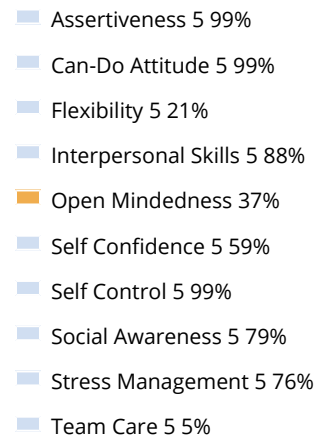 Assertiveness 5 99%
Can-Do Attitude 5 99%
Flexibility 5 21%
Interpersonal Skills 5 88%
Open Mindedness 37%
Self Confidence 5 59%
Self Control 5 99%
Social Awareness 5 79%
Stress Management 5 76%
Team Care 5 5%